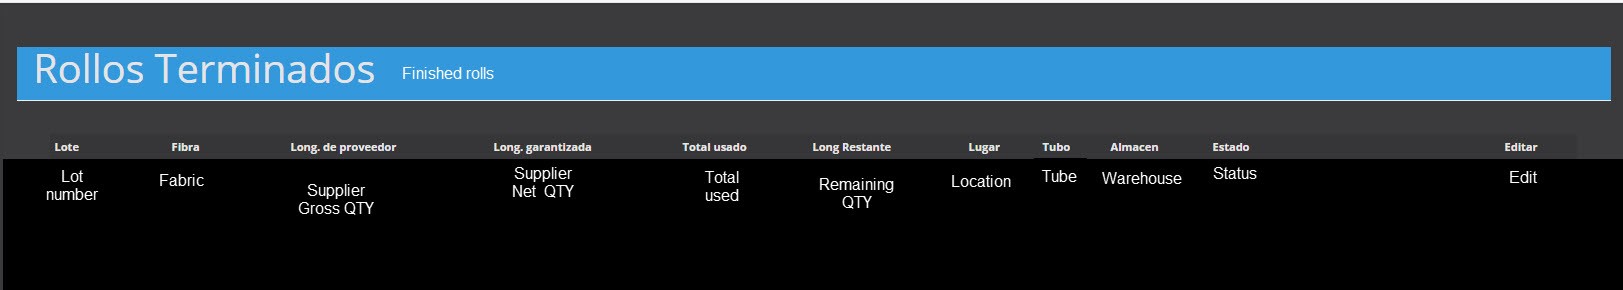 Rollos Terminados Finished rolls
Lote Fibra Long. de proveedor Long. garantizada Total usado Long Restante Lugar Tubo Almacen Estado Editar
Lot
number
Fabric
Supplier
Gross QTY
Supplier
Net QTY
Total
used
Remaining
QTY
Location
Tube
Warehouse
Status
Edit